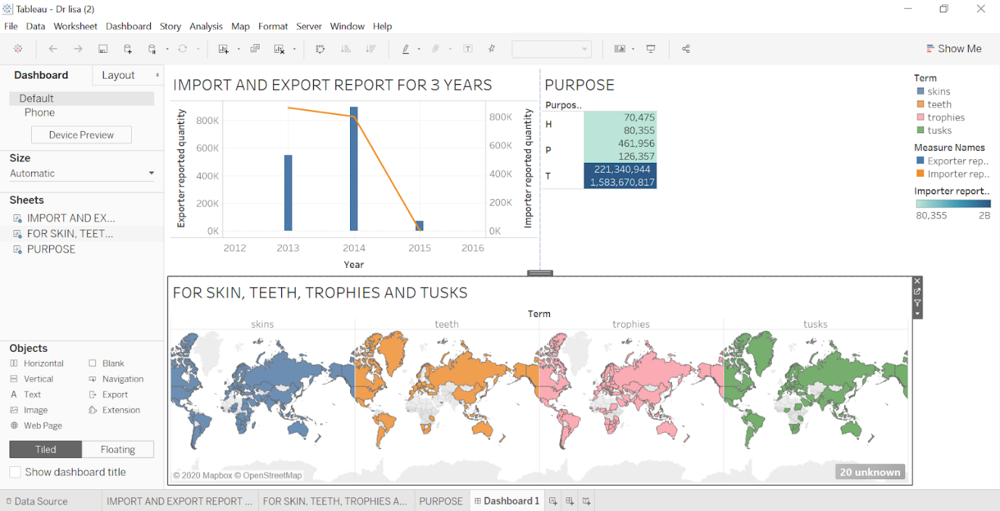 Tableau - Dr lisa (2)
File Data Worksheet Dashboard Story Analysis Map Format Server Window Help
Show Me
Dashboard Layout
Default
Phone
Device Preview
Size
Automatic
Sheets
IMPORT AND EX...
FOR SKIN, TEET...
PURPOSE
Objects
Horizontal Blank
Vertical Navigation
A Text Export
Image Extension
Web Page
Tiled Floating
Show dashboard title
IMPORT AND EXPORT REPORT FOR 3 YEARS
Exporter reported quantity
800K
600K
400K
200K
0K
800K
600K
400K
200K
0K
Importer reported quantity
2012 2013 2014 2015 2016
Year
PURPOSE
Purpos..
H 70,475
80,355
P 461,956
126,357
T 221,340,944
1,583,670,817
Term
skins
teeth
trophies
tusks
Measure Names
Exporter rep..
Importer rep..
Importer report..
80,355 2B
FOR SKIN, TEETH, TROPHIES AND TUSKS
Term
skins teeth trophies tusks
© 2020 Mapbox © OpenStreetMap
20 unknown
Data Source IMPORT AND EXPORT REPORT ... FOR SKIN, TEETH, TROPHIES A... PURPOSE Dashboard 1